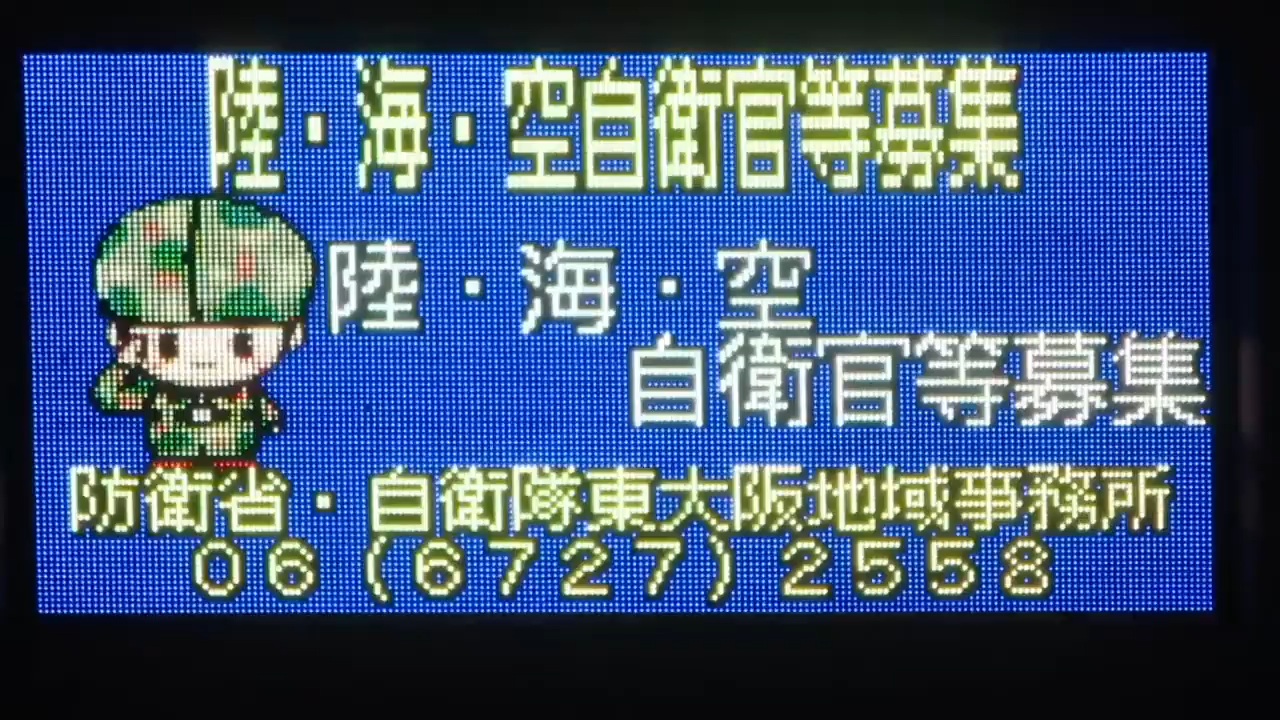 陸・海・空自衛官等募集
陸・海・空
自衛官等募集
防衛省・自衛隊東大阪地域事務所
06(6727)2558